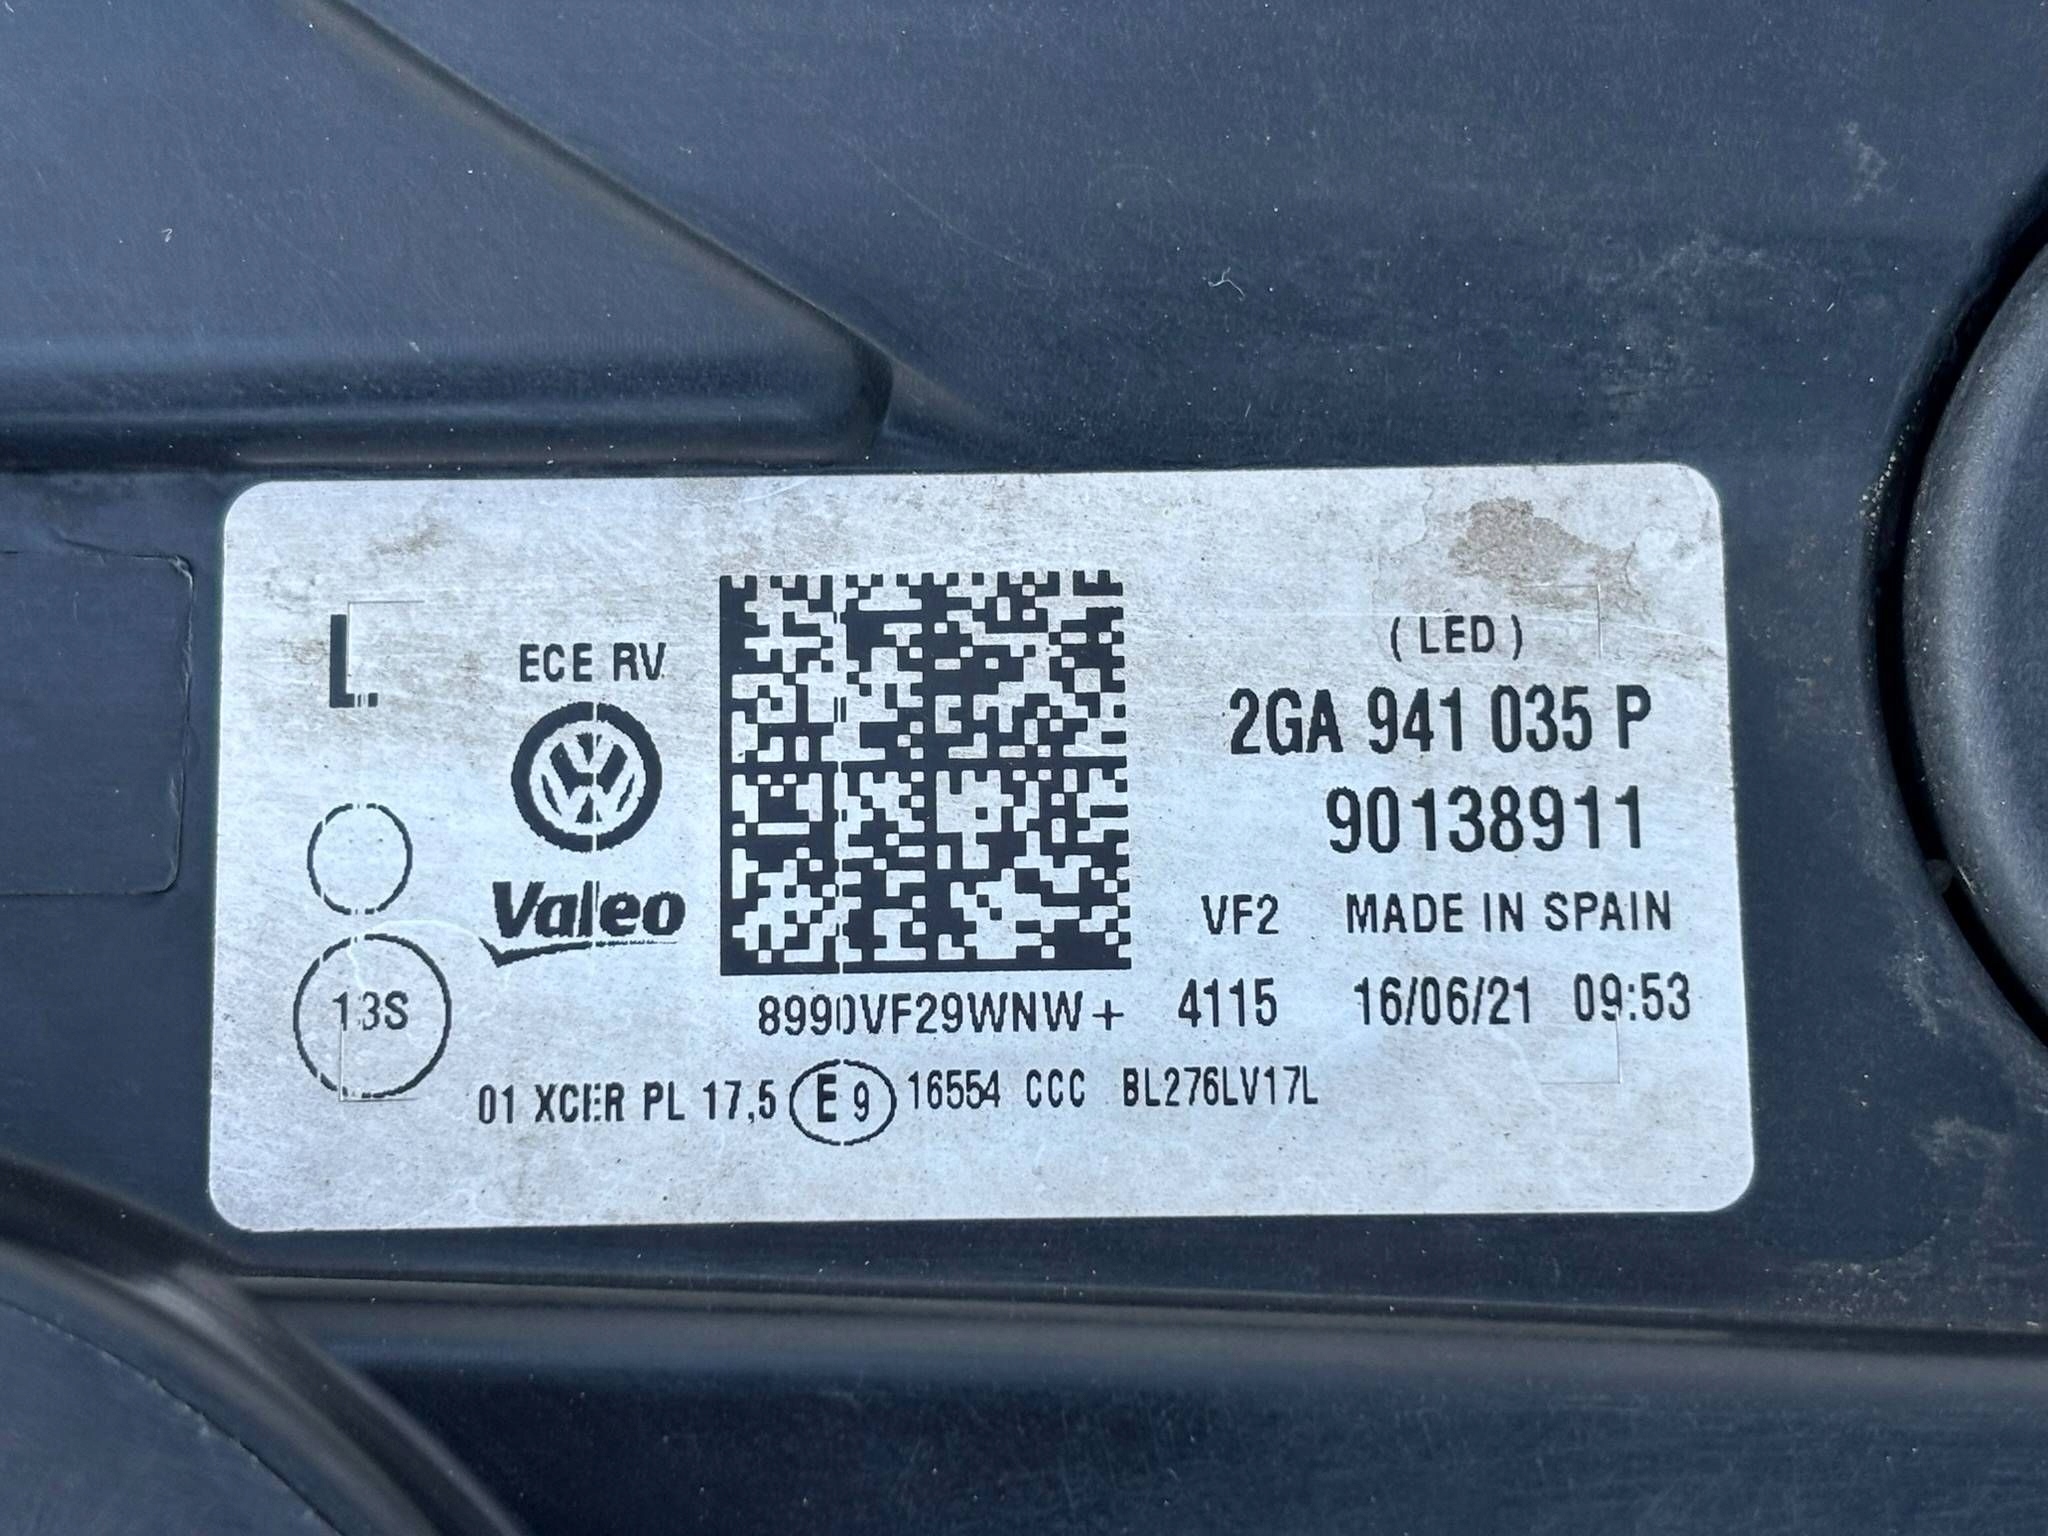 L
ECE RV
Valeo
13S
(LED)
2GA 941 035 P
90138911
VF2 MADE IN SPAIN
8990VF29WNW+ 4115 16/06/21 09:53
01 XCER PL 17,5 E9 16554 CCC BL276LV17L